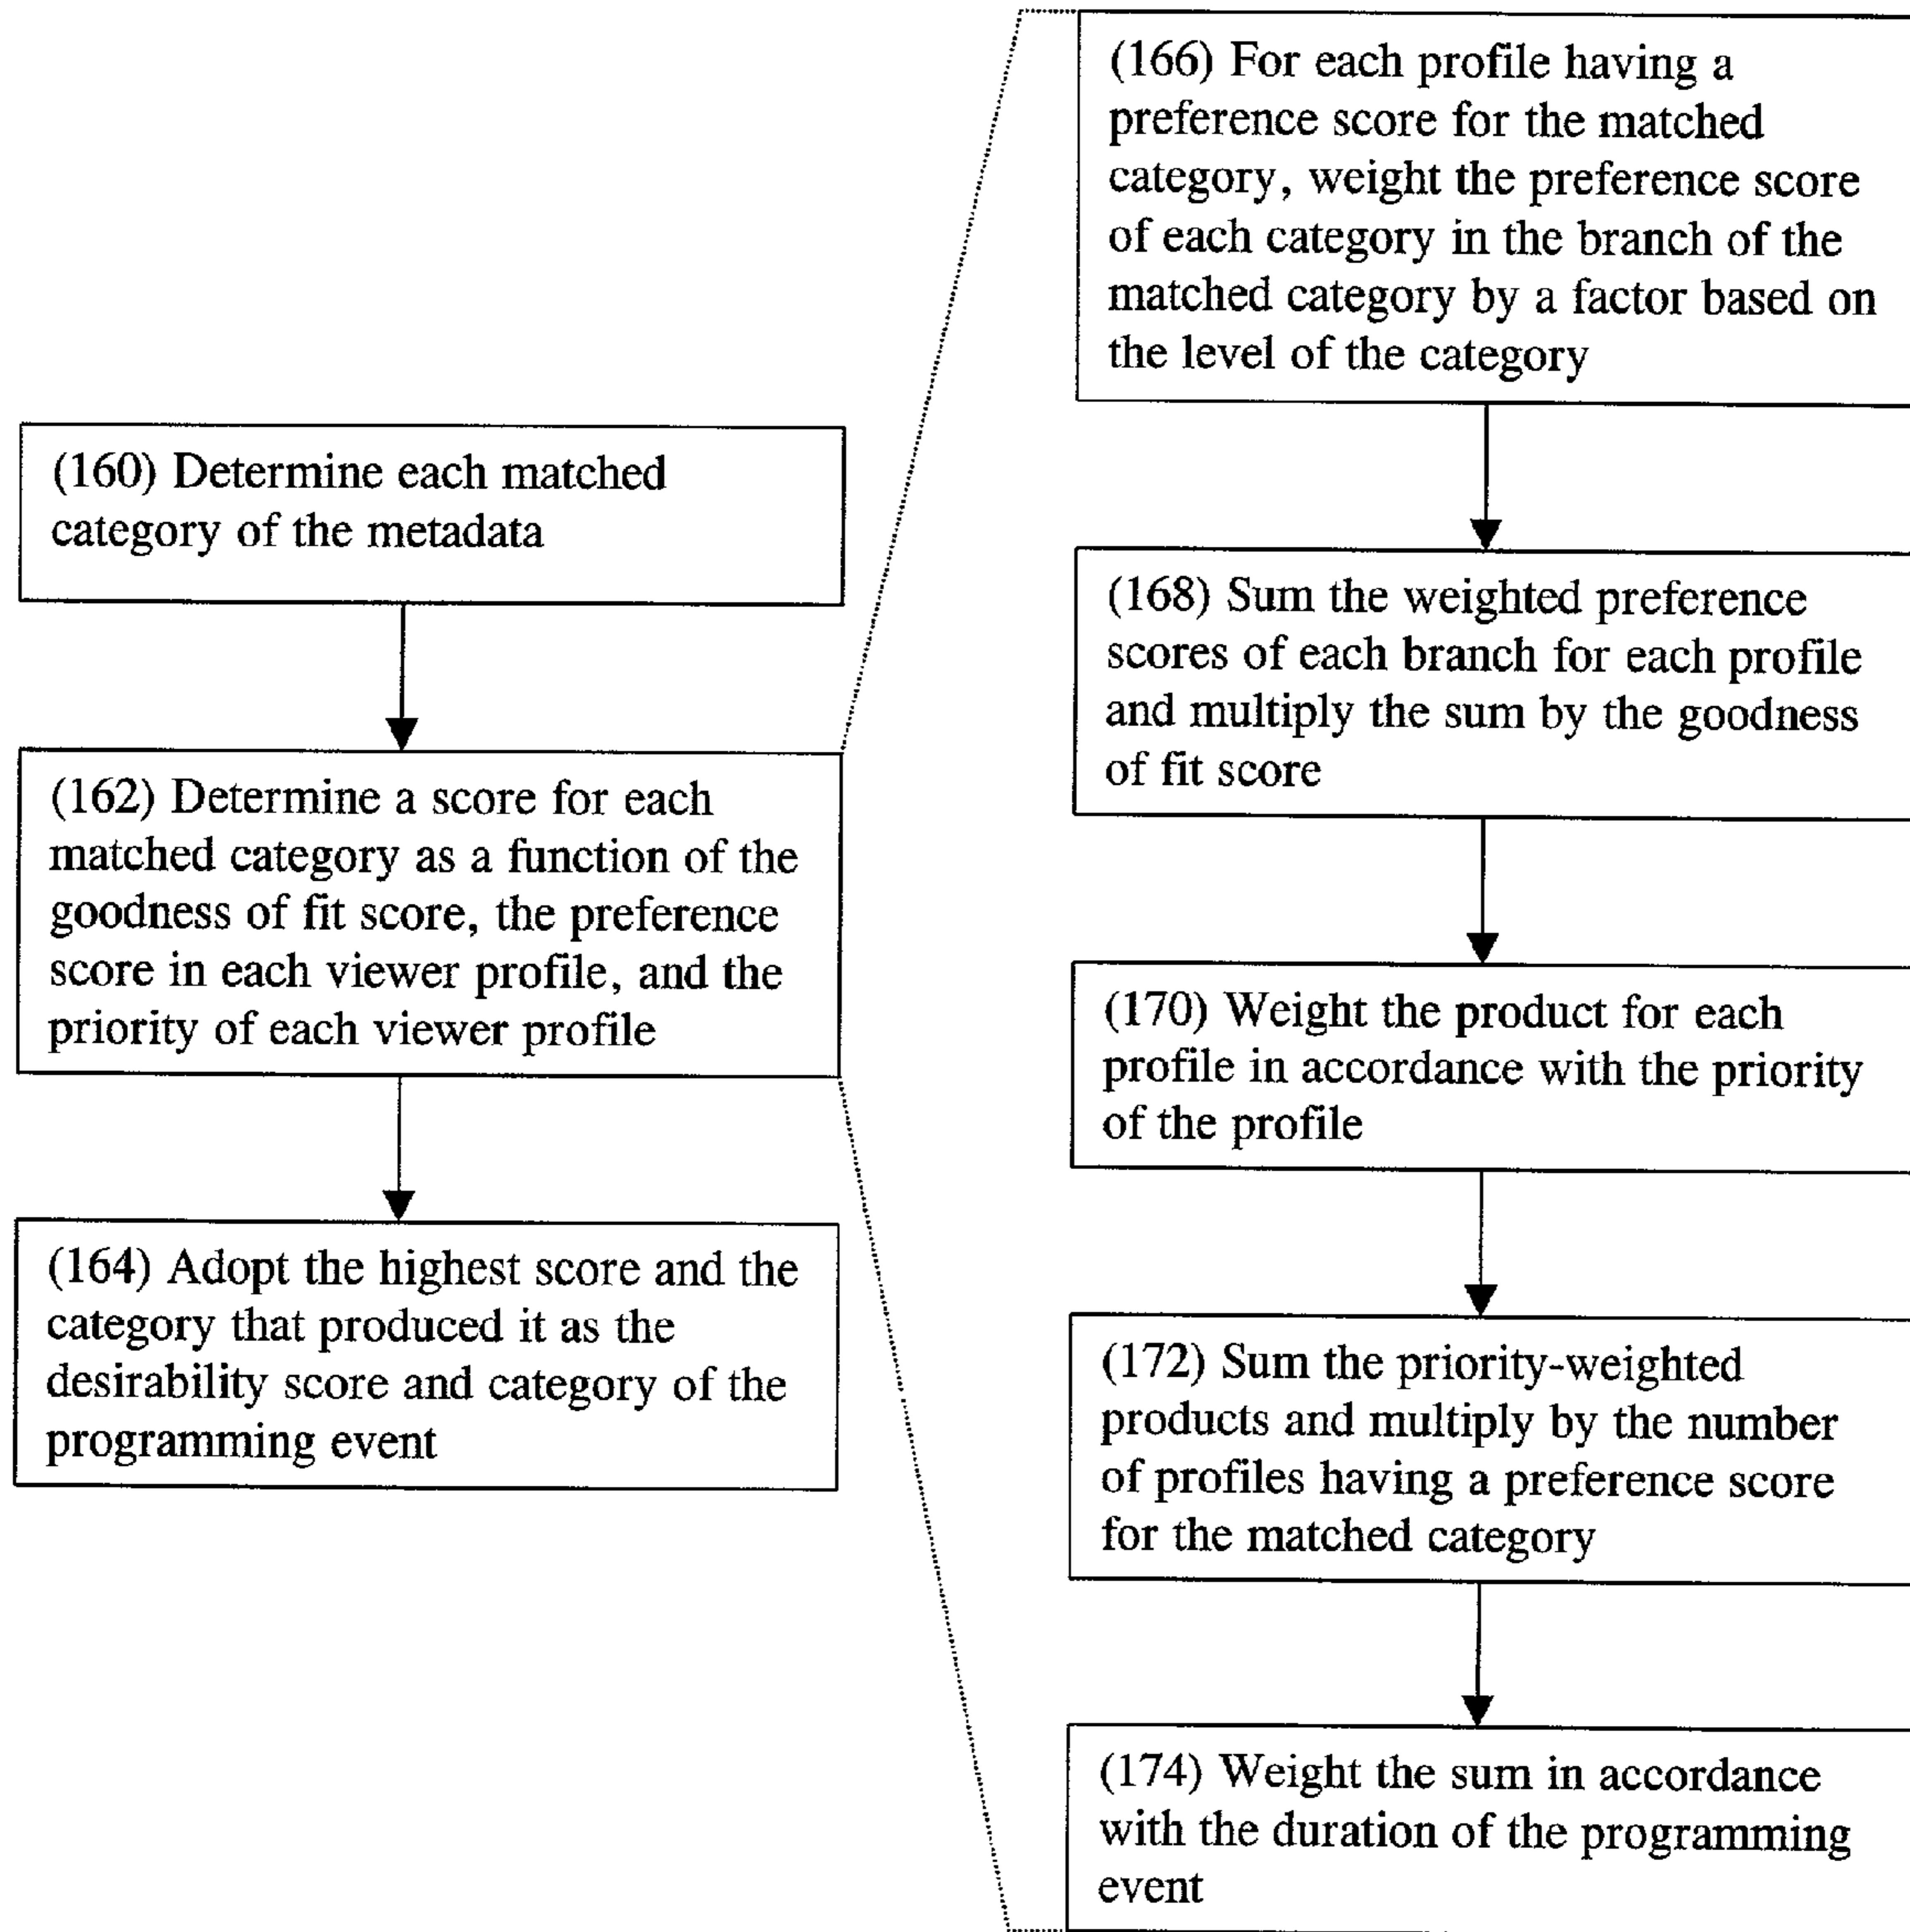 (160) Determine each matched
category of the metadata
(162) Determine a score for each
matched category as a function of the
goodness of fit score, the preference
score in each viewer profile, and the
priority of each viewer profile
(164) Adopt the highest score and the
category that produced it as the
desirability score and category of the
programming event
(166) For each profile having a
preference score for the matched
category, weight the preference score
of each category in the branch of the
matched category by a factor based on
the level of the category
(168) Sum the weighted preference
scores of each branch for each profile
and multiply the sum by the goodness
of fit score
(170) Weight the product for each
profile in accordance with the priority
of the profile
(172) Sum the priority-weighted
products and multiply by the number
of profiles having a preference score
for the matched category
(174) Weight the sum in accordance
with the duration of the programming
event